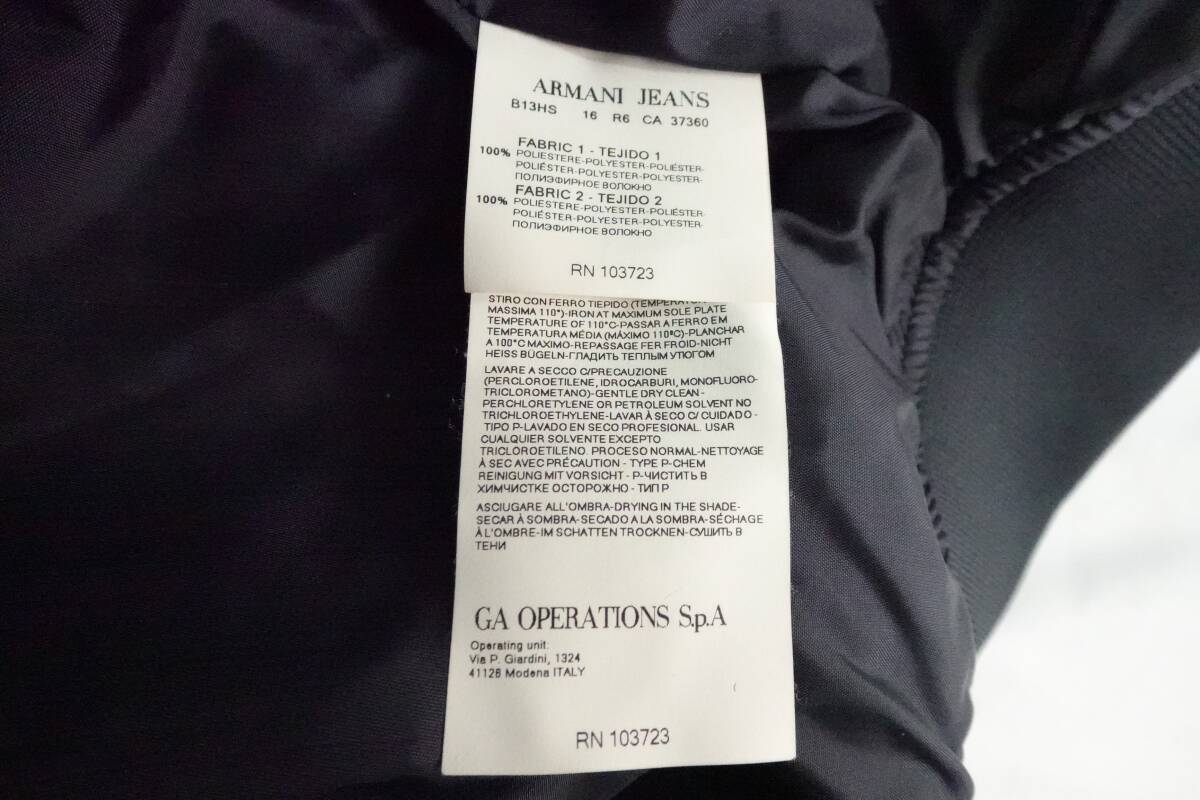 ARMANI JEANS
B13HS 16 R6 CA 37360
FABRIC 1 - TEJIDO 1
100% POLIESTERE-POLYESTER-POLIÉSTER-
POLIÉSTER-POLYESTER-POLYESTER-
ПОЛИЭФИРНОЕ ВОЛОКНО
FABRIC 2 - TEJIDO 2
100% POLIESTERE-POLYESTER-POLIÉSTER-
POLIÉSTER-POLYESTER-POLYESTER-
ПОЛИЭФИРНОЕ ВОЛОКНО
RN 103723
STIRO CON FERRO TIEPIDO
MASSIMA 110°)-IRON AT MAXIMUM SOLE PLATE
TEMPERATURE OF 110°C-PASSAR A FERRO EM
TEMPERATURA MÉDIA (MÁXIMO 110ºC)-PLANCHAR
A 100°C MAXIMO-REPASSAGE FER FROID-NICHT
HEISS BÜGELN-ГЛАДИТЬ ТЕПЛЫМ УТЮГОМ
LAVARE A SECCO C/PRECAUZIONE
(PERCLOROETILENE, IDROCARBURI, MONOFLUORO-
TRICLOROMETANO)-GENTLE DRY CLEAN -
PERCHLORETYLENE OR PETROLEUM SOLVENT NO
TRICHLOROETHYLENE-LAVAR À SECO C/ CUIDADO -
TIPO P-LAVADO EN SECO PROFESIONAL. USAR
CUALQUIER SOLVENTE EXCEPTO
TRICLOROETILENO. PROCESO NORMAL-NETTOYAGE
À SEC AVEC PRÉCAUTION - TYPE P-CHEM
REINIGUNG MIT VORSICHT - P-ЧИСТИТЬ В
ХИМЧИСТКЕ ОСТОРОЖНО - ТИП P
ASCIUGARE ALL'OMBRA-DRYING IN THE SHADE-
SECAR À SOMBRA-SECADO A LA SOMBRA-SÉCHAGE
À L'OMBRE-IM SCHATTEN TROCKNEN-СУШИТЬ В
ТЕНИ
GA OPERATIONS S.p.A
Operating unit:
Via P. Giardini, 1324
41126 Modena ITALY
RN 103723